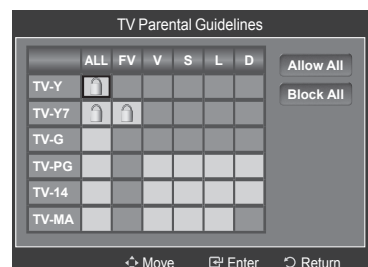 TV Parental Guidelines
ALL FV V S L D
Allow All
Block All
TV-Y
TV-Y7
TV-G
TV-PG
TV-14
TV-MA
Move Enter Return